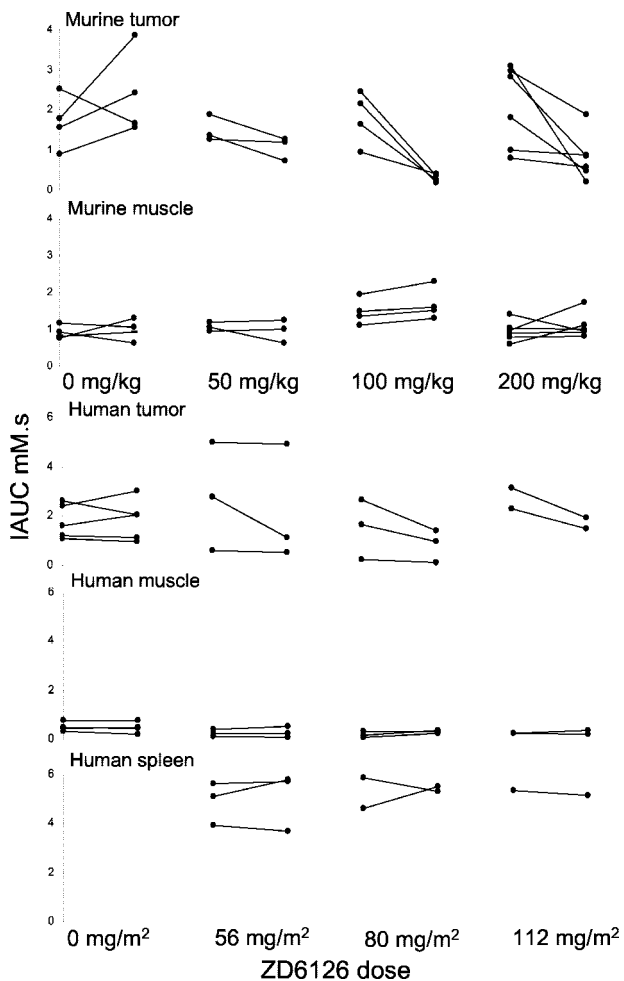 Murine tumor
4
3
2
1
0
Murine muscle
4
3
2
1
0
0 mg/kg 50 mg/kg 100 mg/kg 200 mg/kg
IAUC mM.s
Human tumor
6
4
2
0
Human muscle
6
4
2
0
Human spleen
6
4
2
0
0 mg/m² 56 mg/m² 80 mg/m² 112 mg/m²
ZD6126 dose